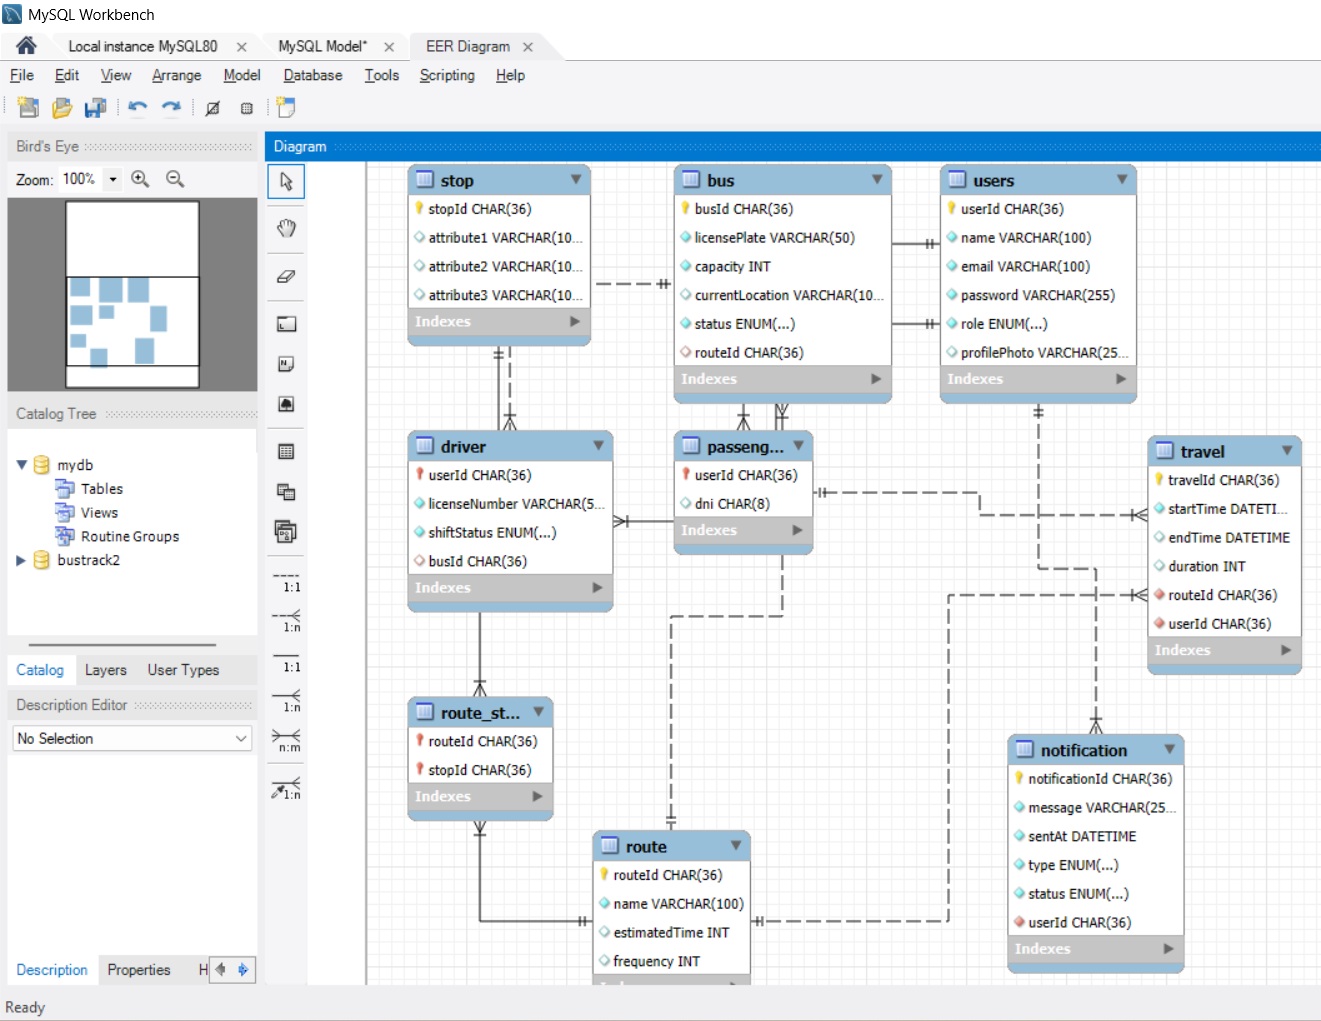 MySQL Workbench
Local instance MySQL80
MySQL Model*
EER Diagram
File Edit View Arrange Model Database Tools Scripting Help
Bird's Eye
Zoom: 100%
Catalog Tree
mydb
Tables
Views
Routine Groups
bustrack2
Catalog Layers User Types
Description Editor
No Selection
Description Properties H
Ready
Diagram
1:1
1:n
1:1
1:n
n:m
1:n
stop
stopId CHAR(36)
attribute1 VARCHAR(10...
attribute2 VARCHAR(10...
attribute3 VARCHAR(10...
Indexes
bus
busId CHAR(36)
licensePlate VARCHAR(50)
capacity INT
currentLocation VARCHAR(10...
status ENUM(...)
routeId CHAR(36)
Indexes
users
userId CHAR(36)
name VARCHAR(100)
email VARCHAR(100)
password VARCHAR(255)
role ENUM(...)
profilePhoto VARCHAR(25...
Indexes
driver
userId CHAR(36)
licenseNumber VARCHAR(5...
shiftStatus ENUM(...)
busId CHAR(36)
Indexes
passeng...
userId CHAR(36)
dni CHAR(8)
Indexes
travel
travelId CHAR(36)
startTime DATETI...
endTime DATETIME
duration INT
routeId CHAR(36)
userId CHAR(36)
Indexes
route_st...
routeId CHAR(36)
stopId CHAR(36)
Indexes
route
routeId CHAR(36)
name VARCHAR(100)
estimatedTime INT
frequency INT
notification
notificationId CHAR(36)
message VARCHAR(25...
sentAt DATETIME
type ENUM(...)
status ENUM(...)
userId CHAR(36)
Indexes